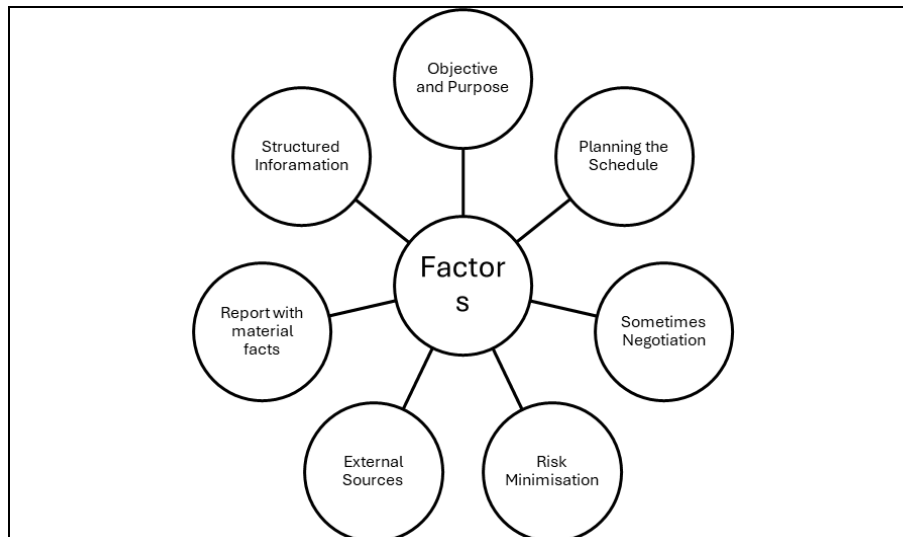 Objective
and Purpose
Planning the
Schedule
Sometimes
Negotiation
Risk
Minimisation
External
Sources
Report with
material
facts
Structured
Inforamation
Factor
s